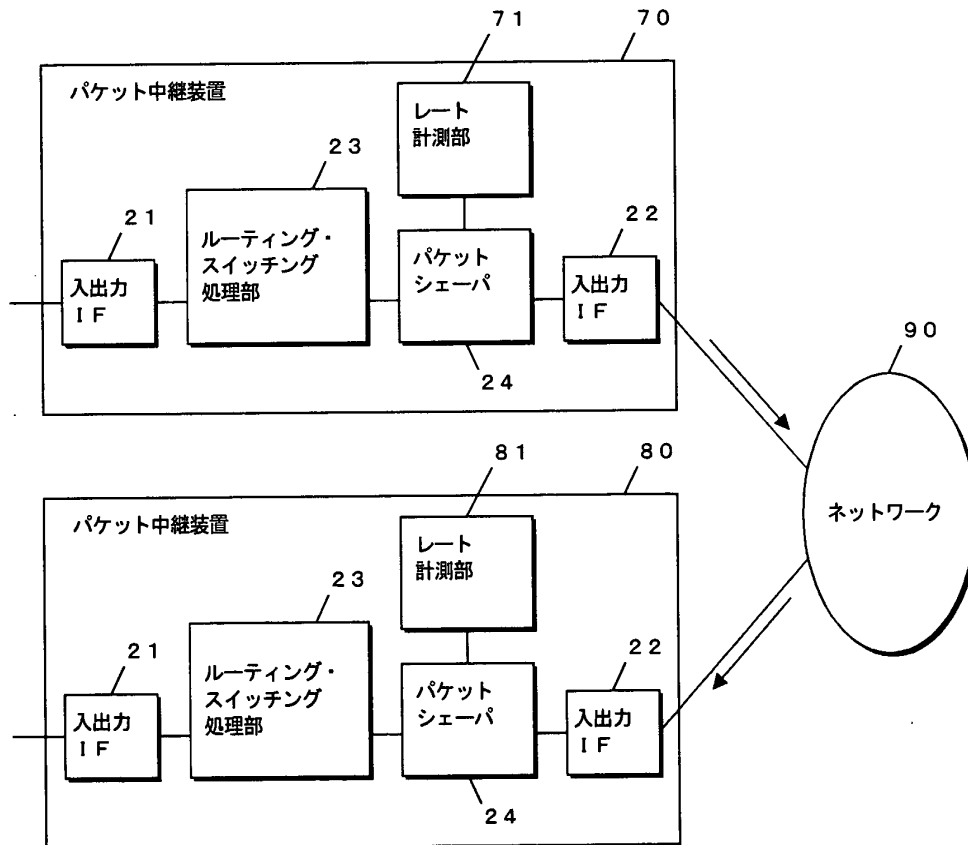 71
70
パケット中継装置
レート
計測部
23
21
ルーティング・
スイッチング
処理部
パケット
シェーパ
22
入出力
IF
入出力
IF
24
90
ネットワーク
81
80
パケット中継装置
レート
計測部
23
21
ルーティング・
スイッチング
処理部
パケット
シェーパ
22
入出力
IF
入出力
IF
24